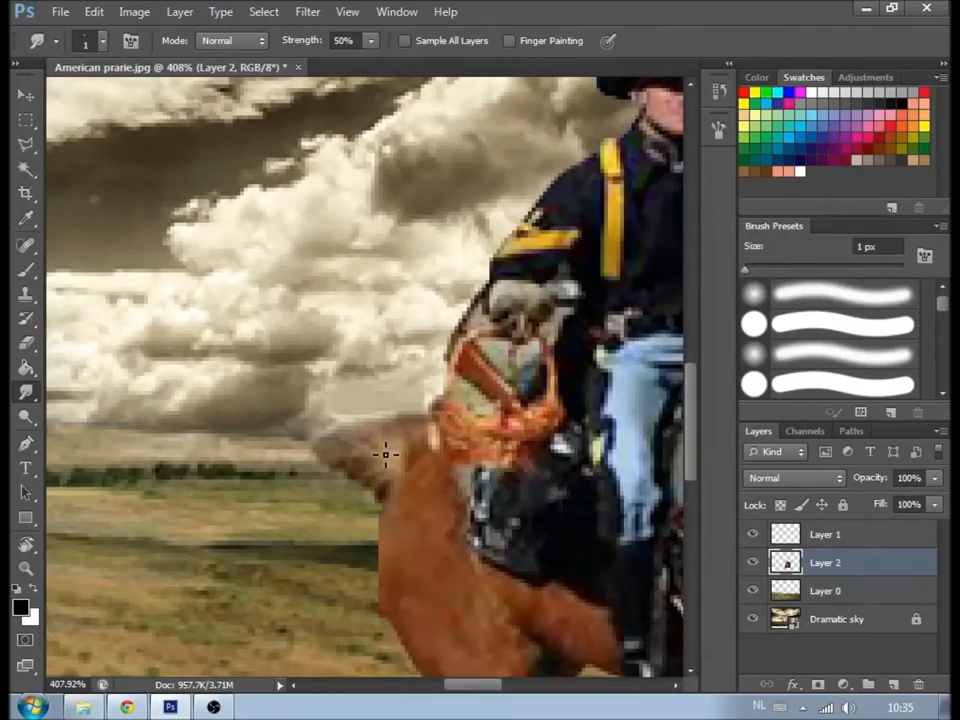 Ps File Edit Image Layer Type Select Filter View Window Help
1 Mode: Normal Strength: 50% Sample All Layers Finger Painting
American prarie.jpg @ 408% (Layer 2, RGB/8*) *
Color Swatches Adjustments
Brush Presets
Size: 1 px
Layers Channels Paths
Kind
Normal Opacity: 100%
Lock: Fill: 100%
Layer 1
Layer 2
Layer 0
Dramatic sky
407.92% Doc: 957.7K/3.71M
Ps NL 10:35